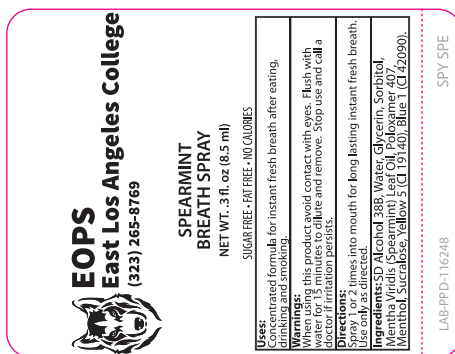 EOPS
East Los Angeles College
(323) 265-8769
SPEARMINT
BREATH SPRAY
NET WT. .3 fl. oz (8.5 ml)
SUGAR FREE • FAT FREE • NO CALORIES
Uses:
Concentrated formula for instant fresh breath after eating,
drinking and smoking.
Warnings:
When using this product avoid contact with eyes. Flush with
water for 15 minutes to dilute and remove. Stop use and call a
doctor if irritation persists.
Directions:
Spray 1 or 2 times into mouth for long lasting instant fresh breath.
Use only as directed.
Ingredients: SD Alcohol 38B, Water, Glycerin, Sorbitol,
Mentha Viridis (Spearmint) Leaf Oil, Poloxamer 407,
Menthol, Sucralose, Yellow 5 (CI 19140), Blue 1 (CI 42090).
LAB-PPD-116248
SPY SPE